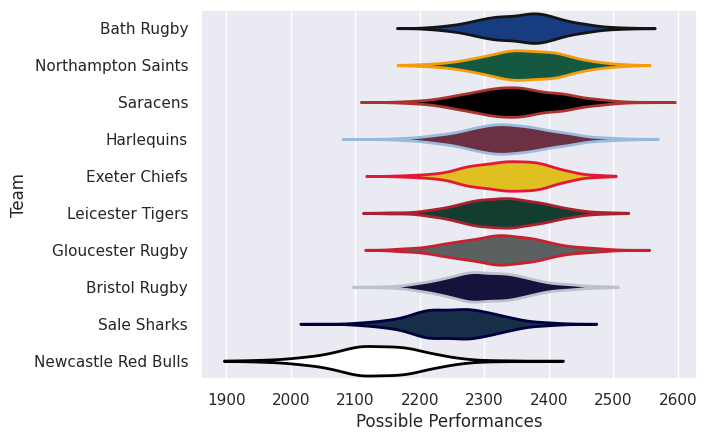 Bath Rugby
Northampton Saints
Saracens
Harlequins
Exeter Chiefs
Leicester Tigers
Gloucester Rugby
Bristol Rugby
Sale Sharks
Newcastle Red Bulls
Team
1900 2000 2100 2200 2300 2400 2500 2600
Possible Performances